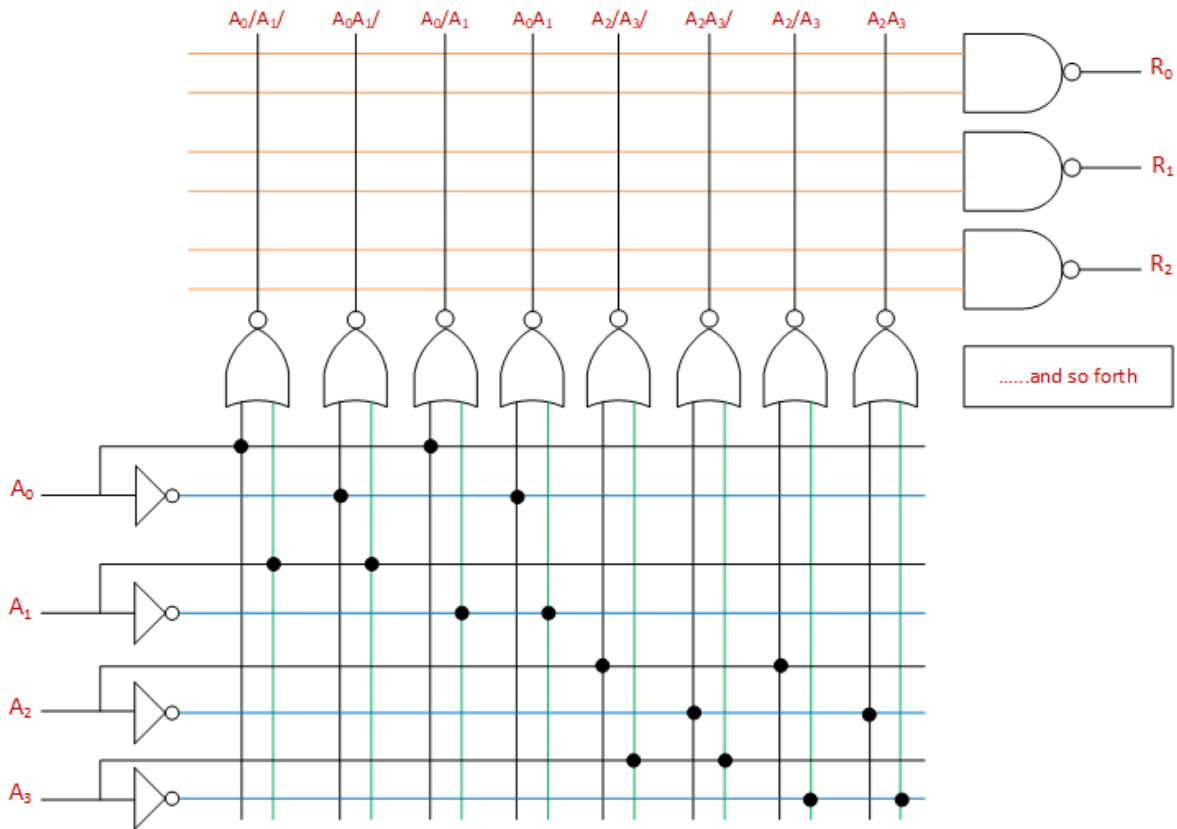 A₀/A₁/ A₀A₁/ A₀/A₁ A₀A₁ A₂/A₃/ A₂A₃/ A₂/A₃ A₂A₃
R₀
R₁
R₂
......and so forth
A₀
A₁
A₂
A₃